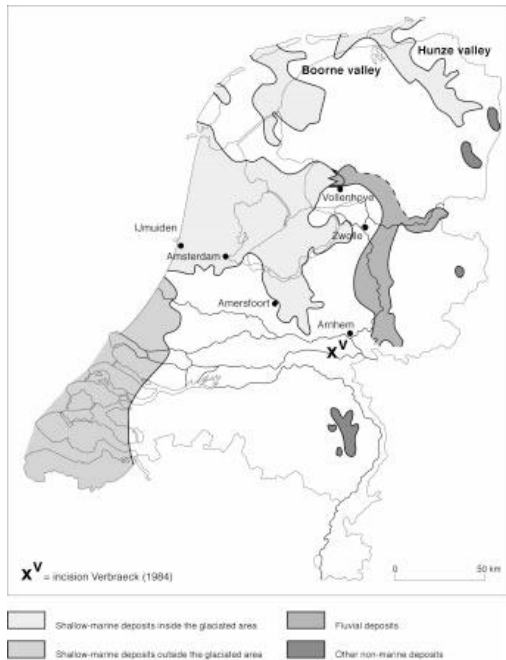 Hunze valley
Boorne valley
Vollenhove
Zwolle
IJmuiden
Amsterdam
Amersfoort
Arnhem
X V
X V = incision Verbraeck (1984)
0 50 km
Shallow-marine deposits inside the glaciated area
Fluvial deposits
Shallow-marine deposits outside the glaciated area
Other non-marine deposits